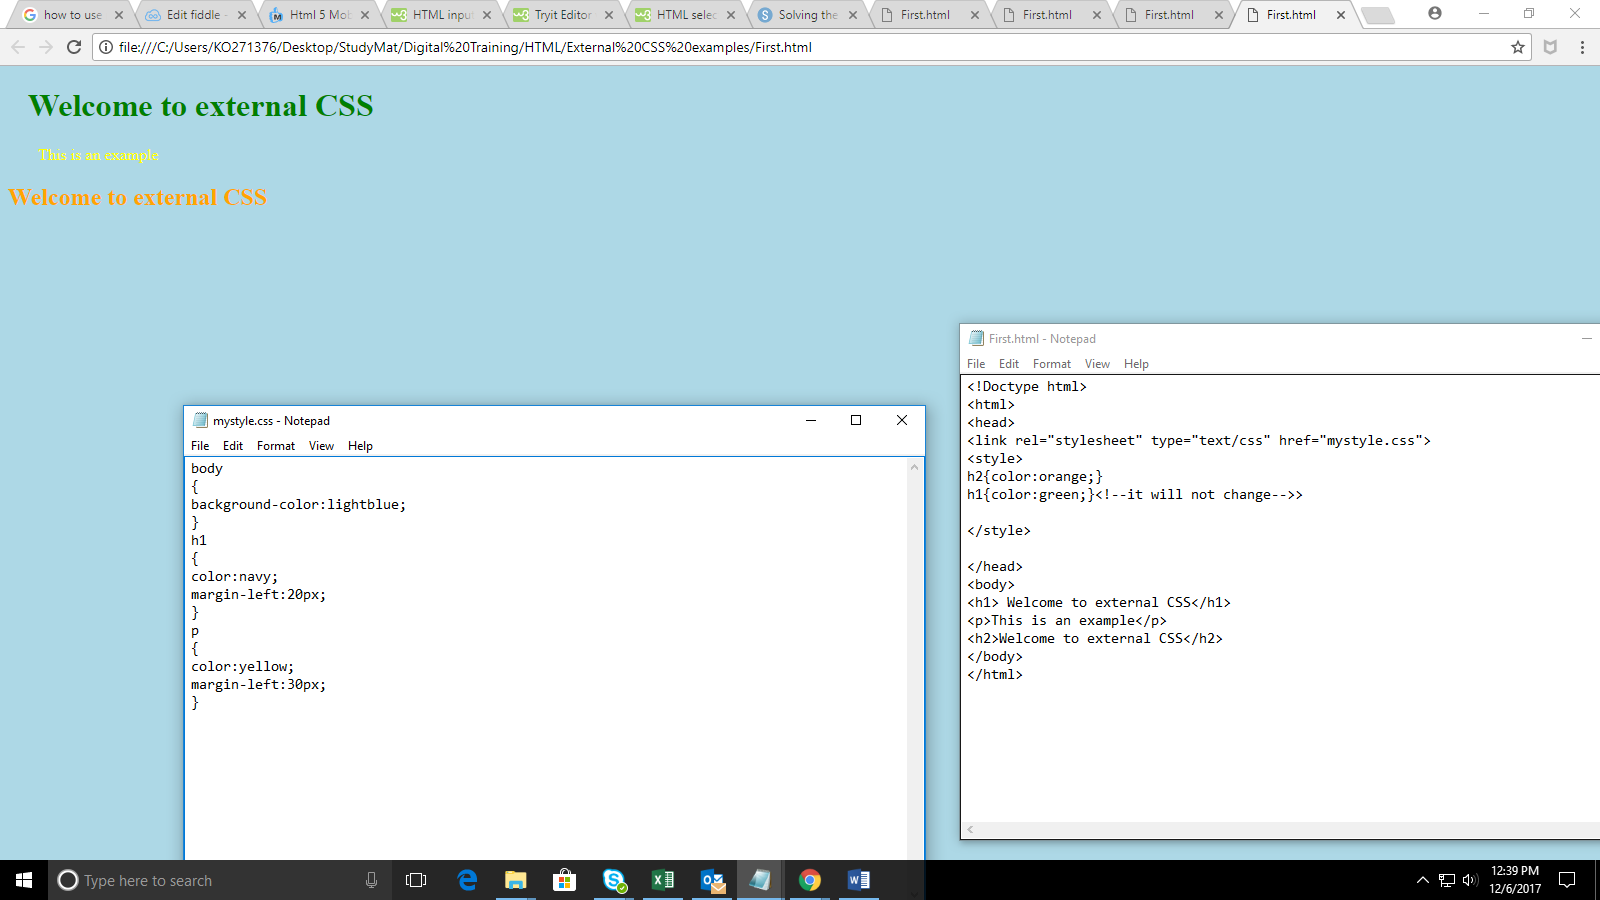 how to use
Edit fiddle -
Html 5 Mob
HTML inpu
Tryit Editor
HTML selec
Solving the
First.html
First.html
First.html
First.html
file:///C:/Users/KO271376/Desktop/StudyMat/Digital%20Training/HTML/External%20CSS%20examples/First.html
Welcome to external CSS
This is an example
Welcome to external CSS
First.html - Notepad
File Edit Format View Help
<!Doctype html>
<html>
<head>
<link rel="stylesheet" type="text/css" href="mystyle.css">
<style>
h2{color:orange;}
h1{color:green;}<!--it will not change-->>
</style>
</head>
<body>
<h1> Welcome to external CSS</h1>
<p>This is an example</p>
<h2>Welcome to external CSS</h2>
</body>
</html>
mystyle.css - Notepad
File Edit Format View Help
body
{
background-color:lightblue;
}
h1
{
color:navy;
margin-left:20px;
}
p
{
color:yellow;
margin-left:30px;
}
Type here to search
12:39 PM
12/6/2017